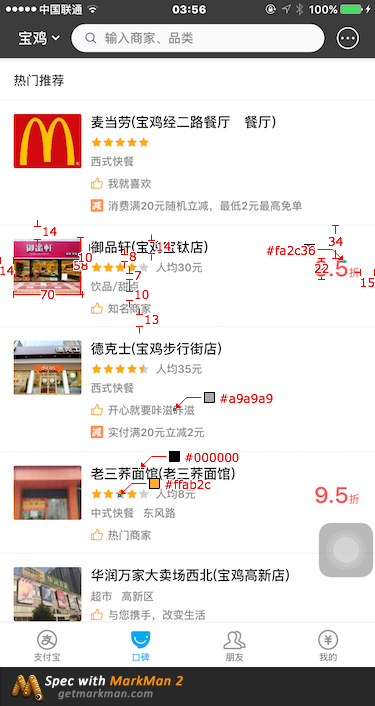 中国联通 03:56 100%
宝鸡 输入商家、品类
热门推荐
麦当劳(宝鸡经二路餐厅 餐厅)
西式快餐
我就喜欢
减 消费满20元随机立减，最低2元最高免单
14
34
御品轩
御品轩(宝鸡宝钛店)
14
#fa2c36
14
10
58
8
人均30元
22
9.5折
15
7
饮品/甜点
70
10
知名商家
13
德克士(宝鸡步行街店)
人均35元
西式快餐
#a9a9a9
开心就要咔滋咔滋
减 实付满20元立减2元
#000000
老三荞面馆(老三荞面馆)
#ffab2c
人均8元
9.5折
中式快餐 东风路
热门商家
华润万家大卖场西北(宝鸡高新店)
超市 高新区
与您携手，改变生活
支付宝 口碑 朋友 我的
Spec with MarkMan 2
getmarkman.com